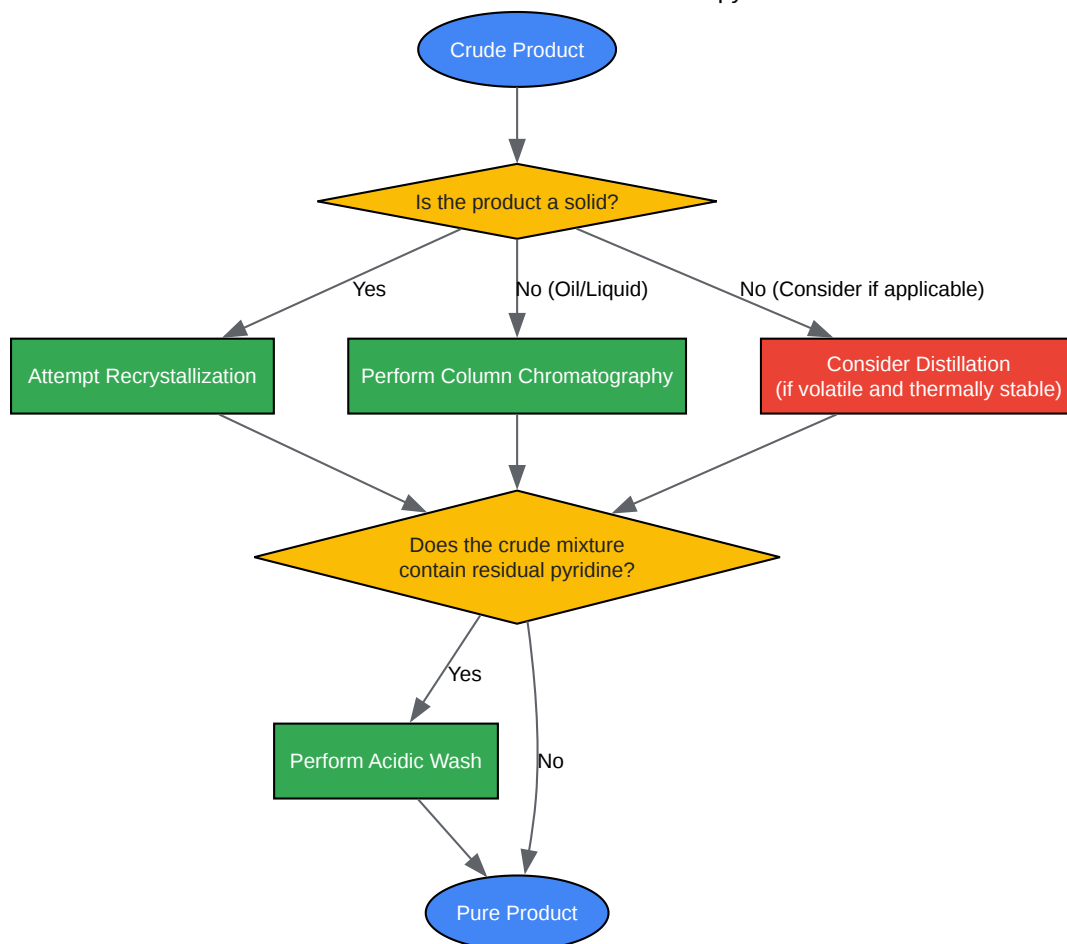 Crude Product
Is the product a solid?
Yes
No (Oil/Liquid)
No (Consider if applicable)
Attempt Recrystallization
Perform Column Chromatography
Consider Distillation
(if volatile and thermally stable)
Does the crude mixture
contain residual pyridine?
Yes
Perform Acidic Wash
No
Pure Product